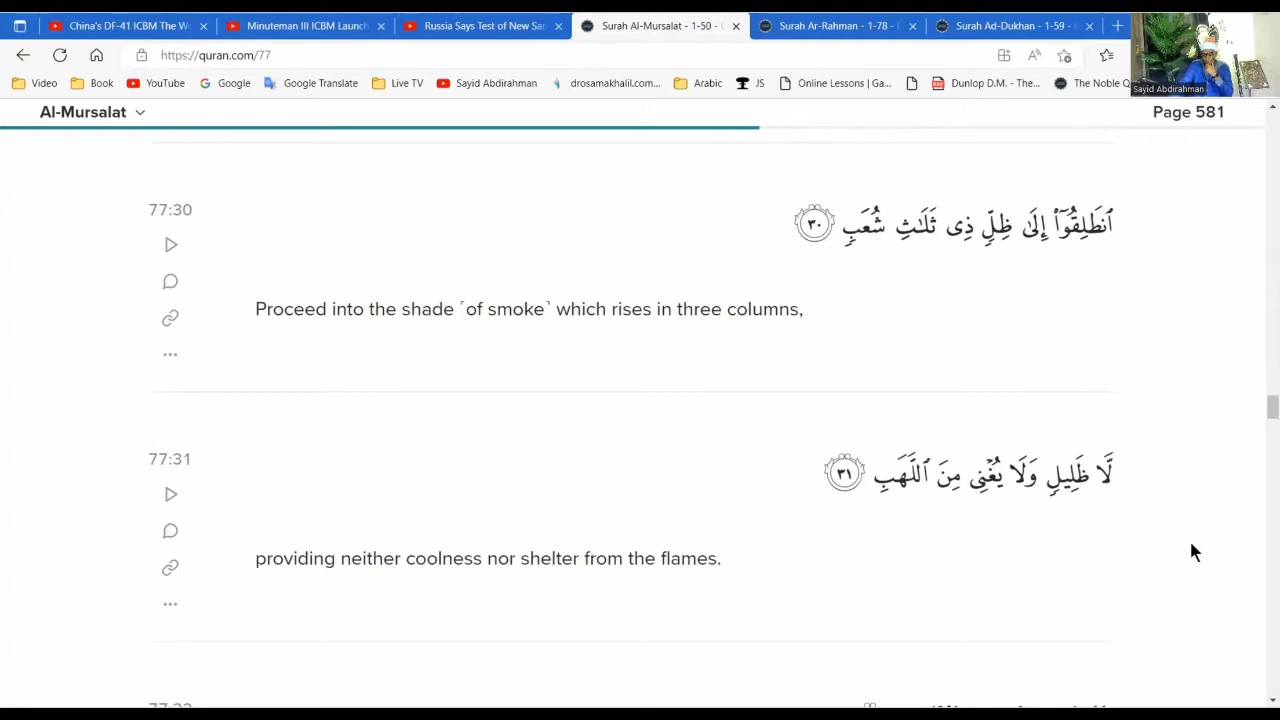 China's DF-41 ICBM The W
Minuteman III ICBM Launch
Russia Says Test of New Sar
Surah Al-Mursalat - 1-50 -
Surah Ar-Rahman - 1-78 -
Surah Ad-Dukhan - 1-59 -
https://quran.com/77
Video
Book
YouTube
Google
Google Translate
Live TV
Sayid Abdirahman
drosamakhalil.com...
Arabic
JS
Online Lessons | Ga...
Dunlop D.M. - The...
The Noble Q
Sayid Abdirahman
Al-Mursalat
Page 581
77:30
ٱنطَلِقُوٓا۟ إِلَىٰ ظِلٍّ ذِى ثَلَـٰثِ شُعَبٍ ٣٠
Proceed into the shade ˹of smoke˺ which rises in three columns,
77:31
لَّا ظَلِيلٍ وَلَا يُغْنِى مِنَ ٱللَّهَبِ ٣١
providing neither coolness nor shelter from the flames.